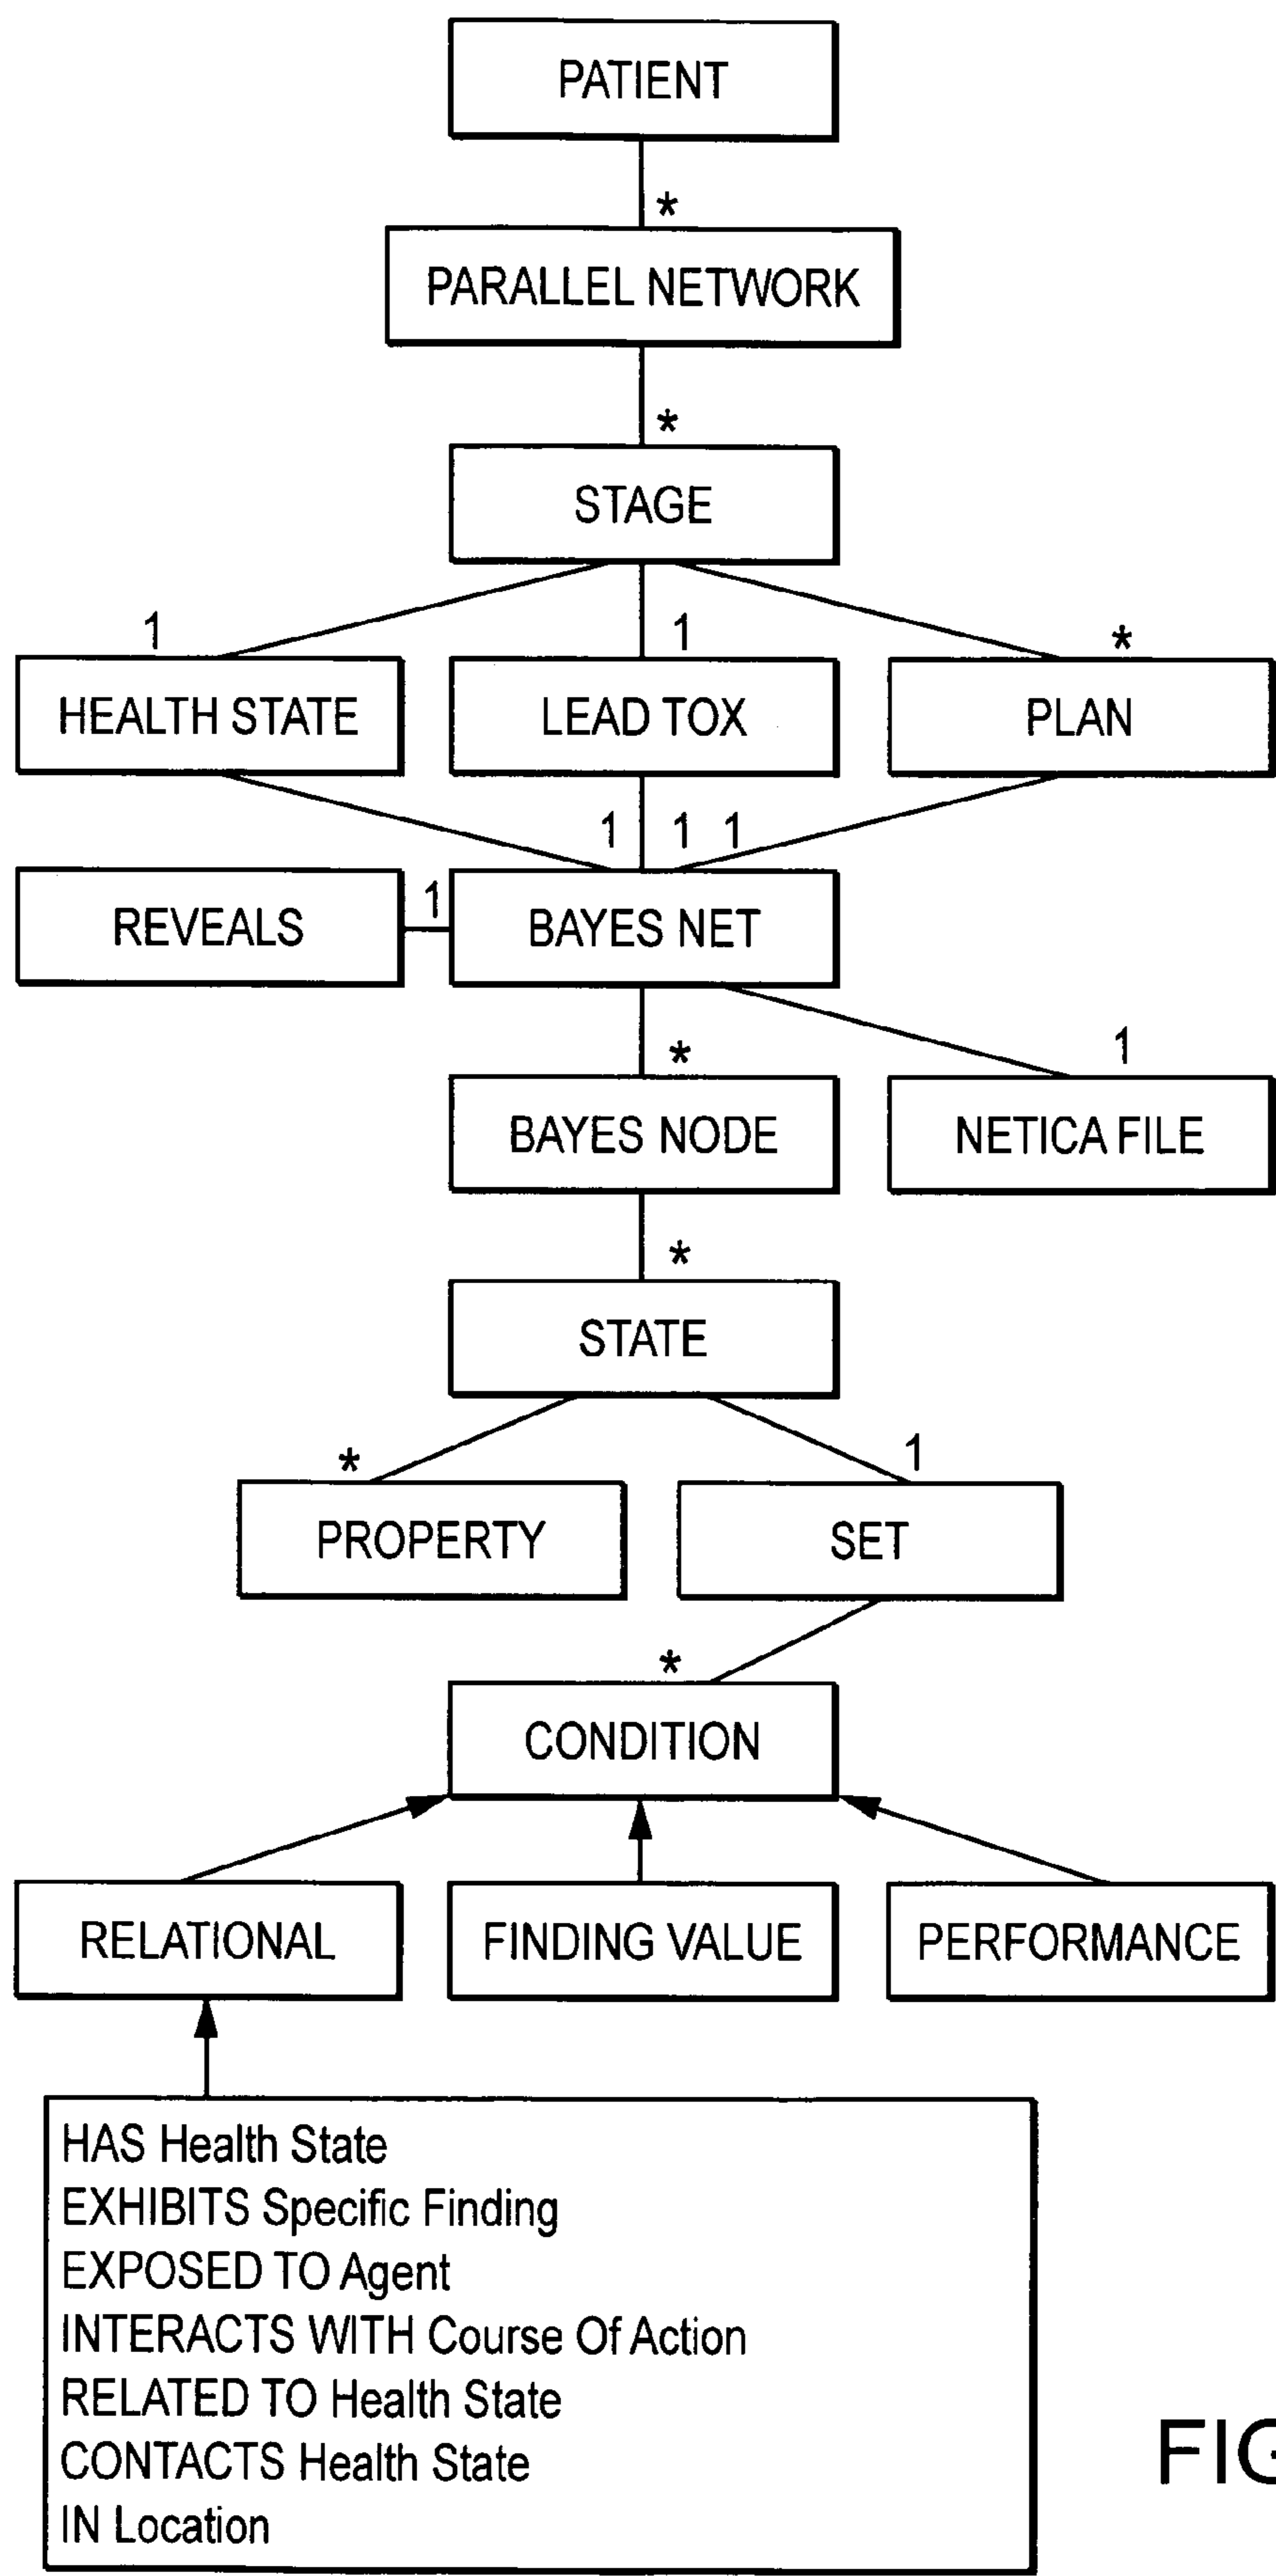 PATIENT
*
PARALLEL NETWORK
*
STAGE
1 1 *
HEALTH STATE LEAD TOX PLAN
1 1 1
REVEALS 1 BAYES NET
* 1
BAYES NODE NETICA FILE
*
STATE
* 1
PROPERTY SET
*
CONDITION
RELATIONAL FINDING VALUE PERFORMANCE
HAS Health State
EXHIBITS Specific Finding
EXPOSED TO Agent
INTERACTS WITH Course Of Action
RELATED TO Health State
CONTACTS Health State
IN Location
FIG